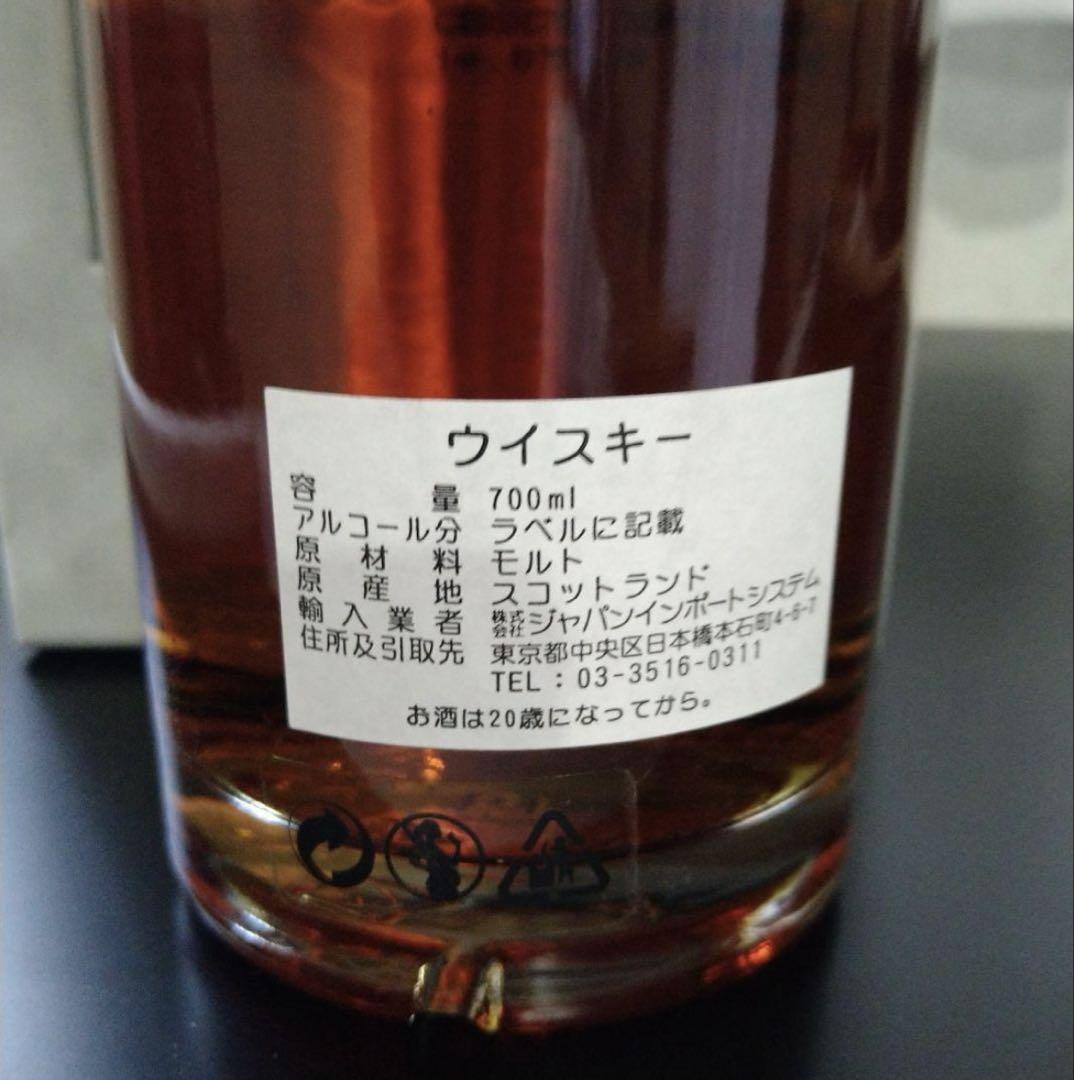 ウイスキー
容量 700ml
アルコール分 ラベルに記載
原材料 モルト
原産地 スコットランド
輸入業者 株式会社ジャパンインポートシステム
住所及引取先 東京都中央区日本橋本石町4-6-7
TEL : 03-3516-0311
お酒は20歳になってから。